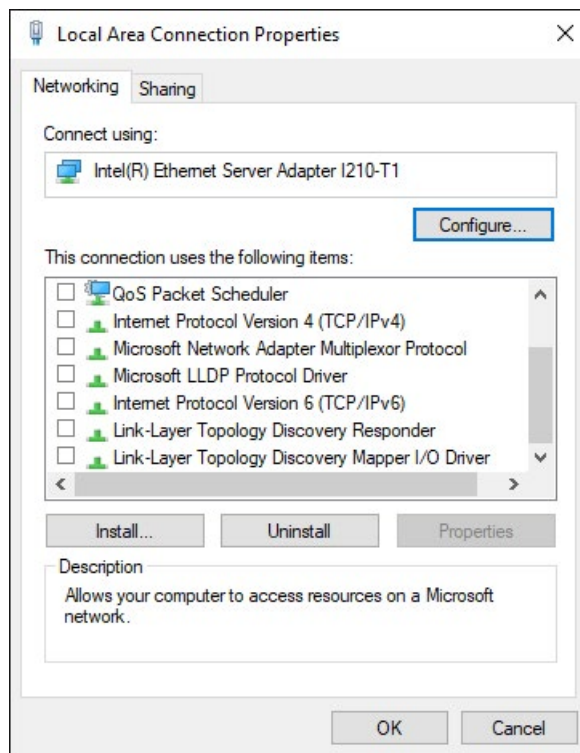 Local Area Connection Properties
Networking
Sharing
Connect using:
Intel(R) Ethernet Server Adapter I210-T1
Configure...
This connection uses the following items:
QoS Packet Scheduler
Internet Protocol Version 4 (TCP/IPv4)
Microsoft Network Adapter Multiplexor Protocol
Microsoft LLDP Protocol Driver
Internet Protocol Version 6 (TCP/IPv6)
Link-Layer Topology Discovery Responder
Link-Layer Topology Discovery Mapper I/O Driver
Install...
Uninstall
Properties
Description
Allows your computer to access resources on a Microsoft
network.
OK
Cancel